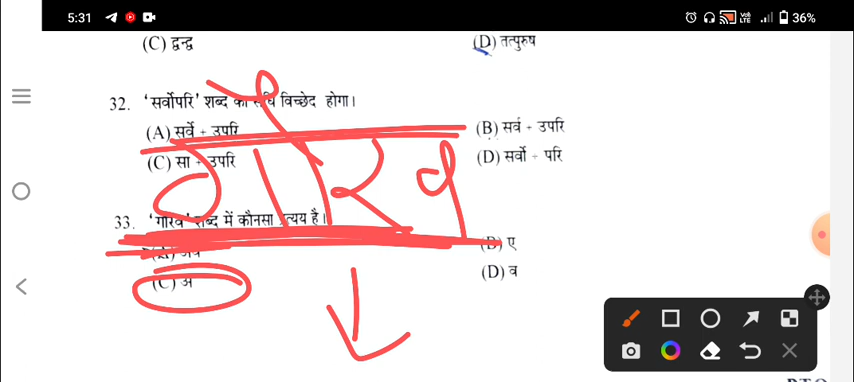 5:31 36%
(C) द्वन्द्व (D) तत्पुरुष
32. 'सर्वोपरि' शब्द का संधि विच्छेद होगा।
(A) सर्वे + उपरि (B) सर्व + उपरि
(C) सा + उपरि (D) सर्वो + परि
33. 'गौरव' शब्द में कौनसा प्रत्यय है।
(B) ए
(C) अ (D) व